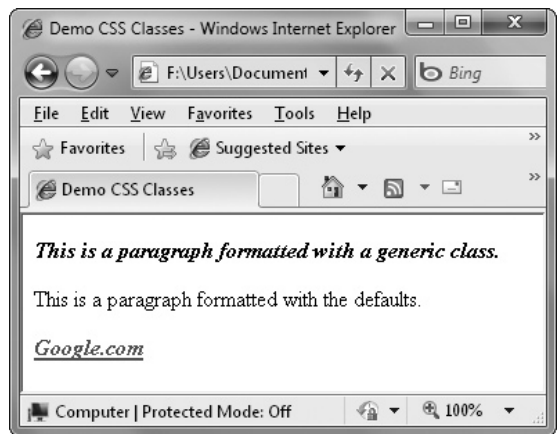 Demo CSS Classes - Windows Internet Explorer
F:\Users\Document
Bing
File Edit View Favorites Tools Help
Favorites Suggested Sites
Demo CSS Classes
This is a paragraph formatted with a generic class.
This is a paragraph formatted with the defaults.
Google.com
Computer | Protected Mode: Off 100%